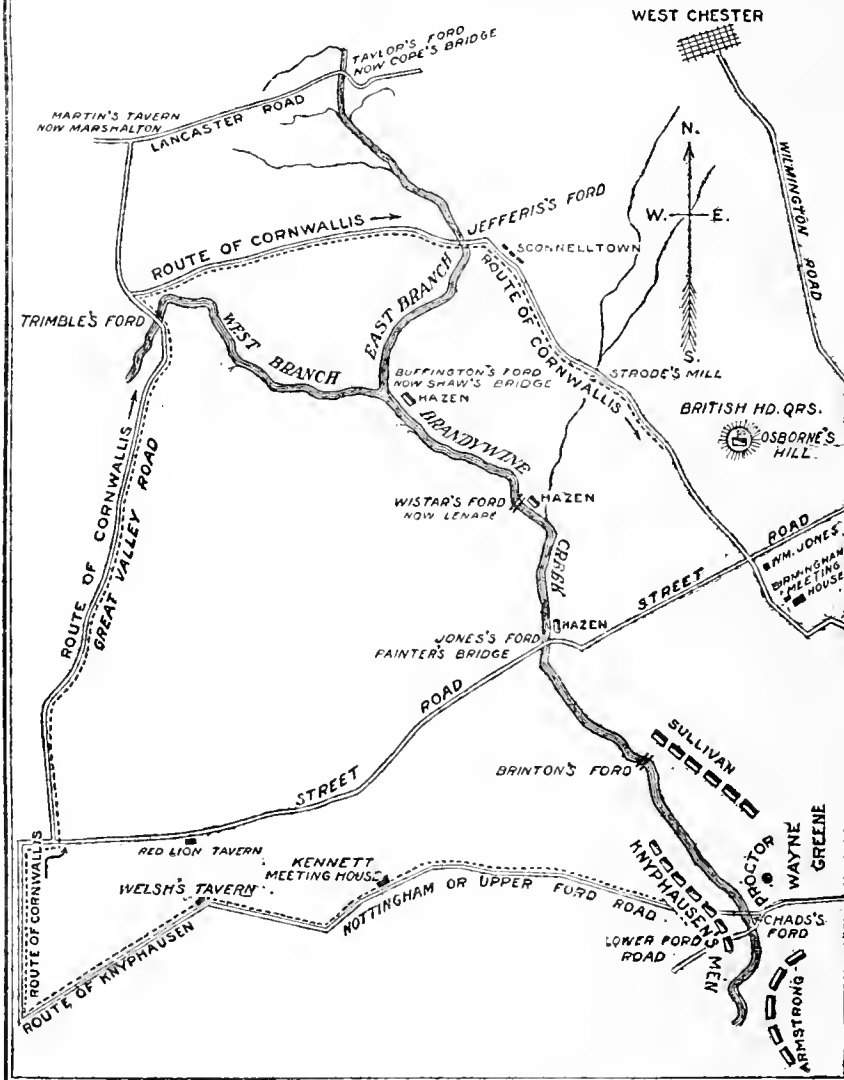 WEST CHESTER
TAYLOR'S FORD
NOW COPE'S BRIDGE
MARTIN'S TAVERN
NOW MARSHALTON
LANCASTER ROAD
WILMINGTON ROAD
N.
W. E.
S.
JEFFERIS'S FORD
SCONNELLTOWN
ROUTE OF CORNWALLIS
EAST BRANCH
ROUTE OF CORNWALLIS
TRIMBLE'S FORD
WEST BRANCH
STRODE'S MILL
BUFFINGTON'S FORD
NOW SHAW'S BRIDGE
HAZEN
BRITISH HD. QRS.
OSBORNE'S
HILL.
BRANDYWINE
CREEK
WISTAR'S FORD
NOW LENAPE
HAZEN
ROUTE OF CORNWALLIS
GREAT VALLEY ROAD
STREET ROAD
WM. JONES
BIRMINGHAM
MEETING
HOUSE
HAZEN
JONES'S FORD
PAINTER'S BRIDGE
STREET ROAD
SULLIVAN
BRINTON'S FORD
RED LION TAVERN
ROUTE OF CORNWALLIS
WELSH'S TAVERN
KENNETT
MEETING HOUSE
NOTTINGHAM OR UPPER FORD ROAD
KNYPHAUSEN'S MEN
PROCTOR
WAYNE
GREENE
CHADS'S
FORD
LOWER FORD
ROAD
ROUTE OF KNYPHAUSEN
ARMSTRONG